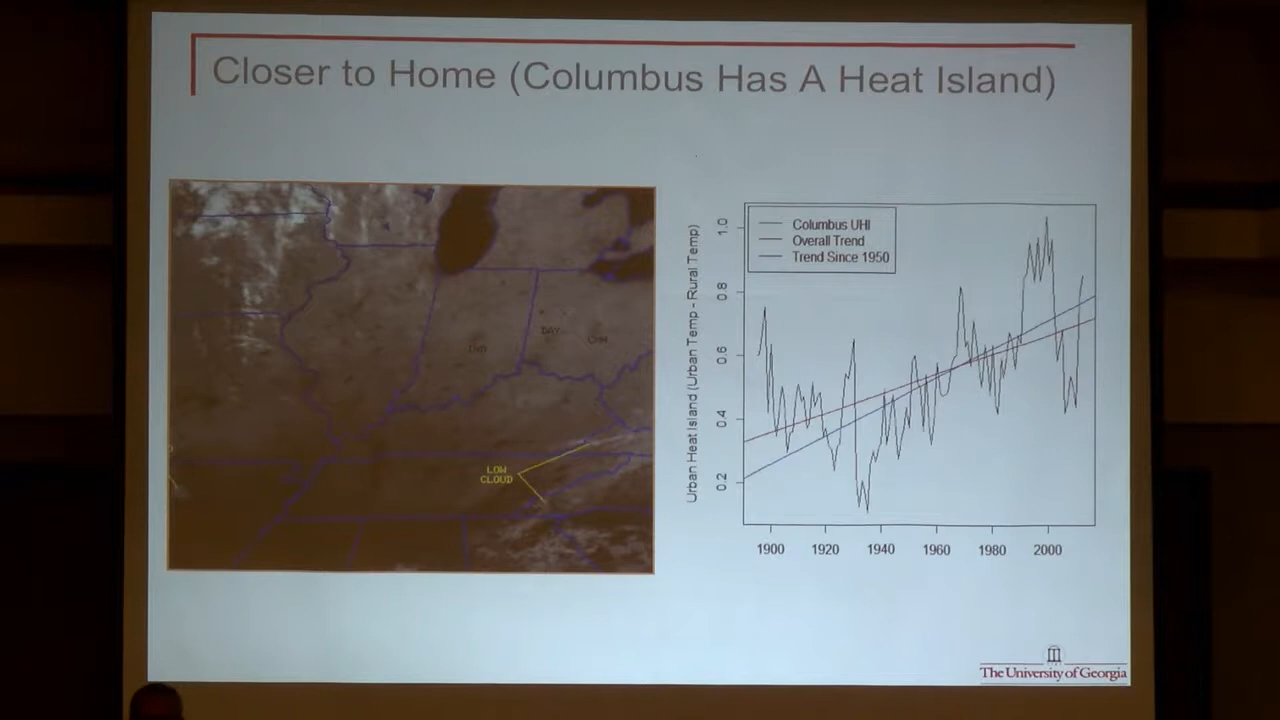 Closer to Home (Columbus Has A Heat Island)
IND
DAY
CMH
LOW
CLOUD
Urban Heat Island (Urban Temp - Rural Temp)
1.0
0.8
0.6
0.4
0.2
Columbus UHI
Overall Trend
Trend Since 1950
1900 1920 1940 1960 1980 2000
The University of Georgia